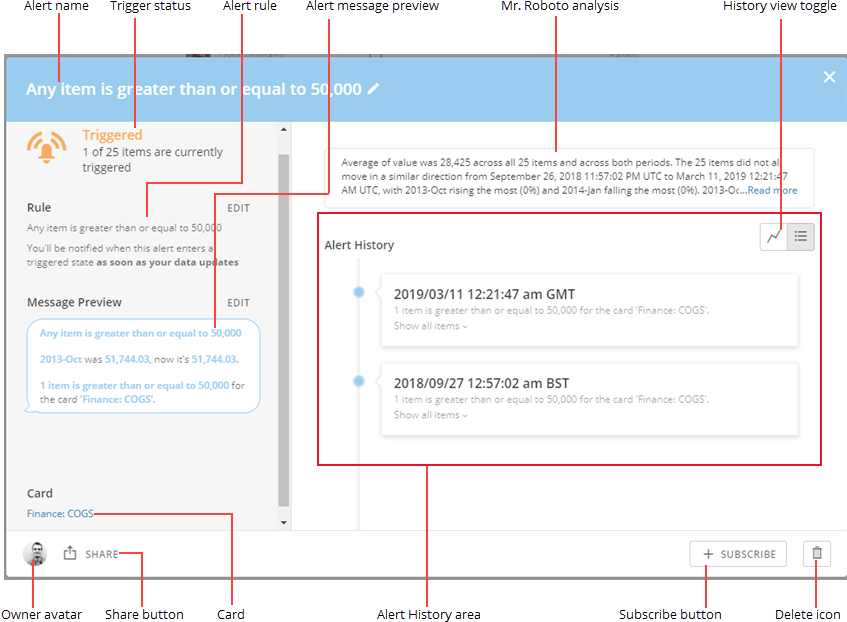 Alert name
Trigger status
Alert rule
Alert message preview
Mr. Roboto analysis
History view toggle
Any item is greater than or equal to 50,000
Triggered
1 of 25 items are currently
triggered
Rule
EDIT
Any item is greater than or equal to 50,000
You'll be notified when this alert enters a
triggered state as soon as your data updates
Message Preview
EDIT
Any item is greater than or equal to 50,000
2013-Oct was 51,744.03, now it's 51,744.03.
1 item is greater than or equal to 50,000 for
the card 'Finance: COGS'.
Card
Finance: COGS
Average of value was 28,425 across all 25 items and across both periods. The 25 items did not all
move in a similar direction from September 26, 2018 11:57:02 PM UTC to March 11, 2019 12:21:47
AM UTC, with 2013-Oct rising the most (0%) and 2014-Jan falling the most (0%). 2013-Oc...Read more
Alert History
2019/03/11 12:21:47 am GMT
1 item is greater than or equal to 50,000 for the card 'Finance: COGS'.
Show all items
2018/09/27 12:57:02 am BST
1 item is greater than or equal to 50,000 for the card 'Finance: COGS'.
Show all items
SHARE
+ SUBSCRIBE
Owner avatar
Share button
Card
Alert History area
Subscribe button
Delete icon